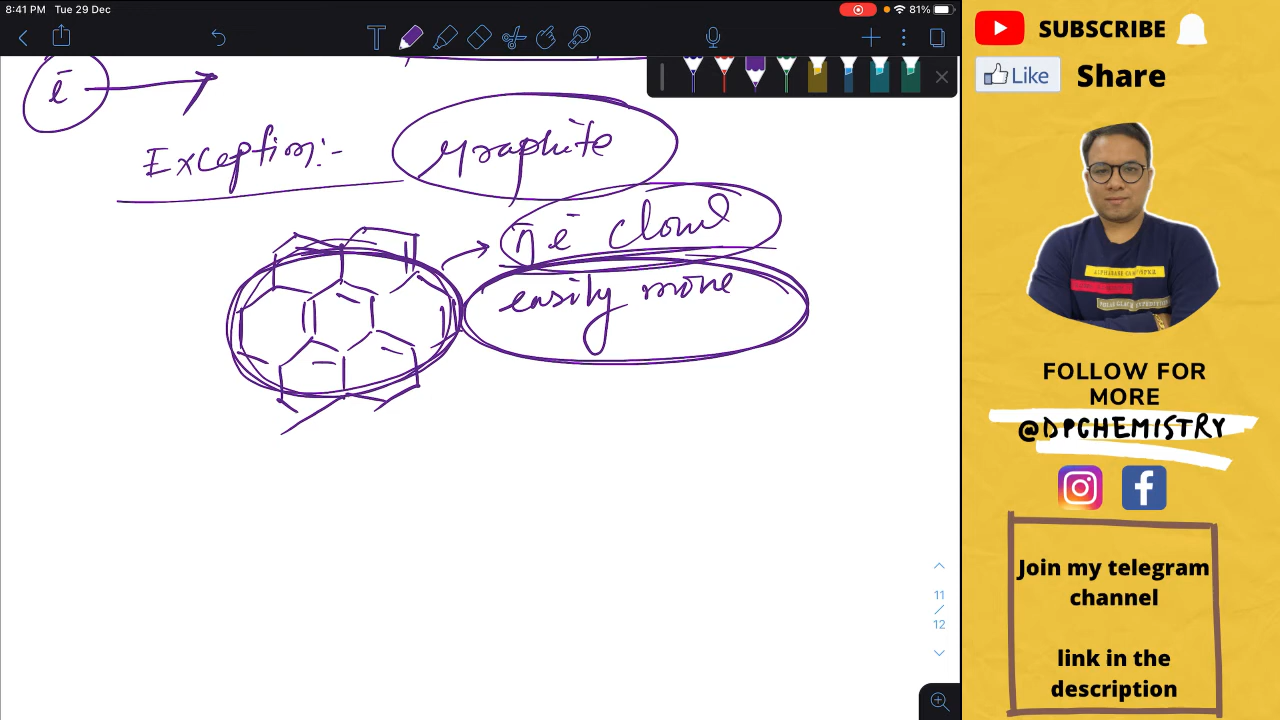 8:41 PM Tue 29 Dec
81%
ē
Exception:-
Graphite
π ē cloud
easily move
11
/
12
SUBSCRIBE
Like
Share
FOLLOW FOR
MORE
@DPCHEMISTRY
Join my telegram
channel
link in the
description